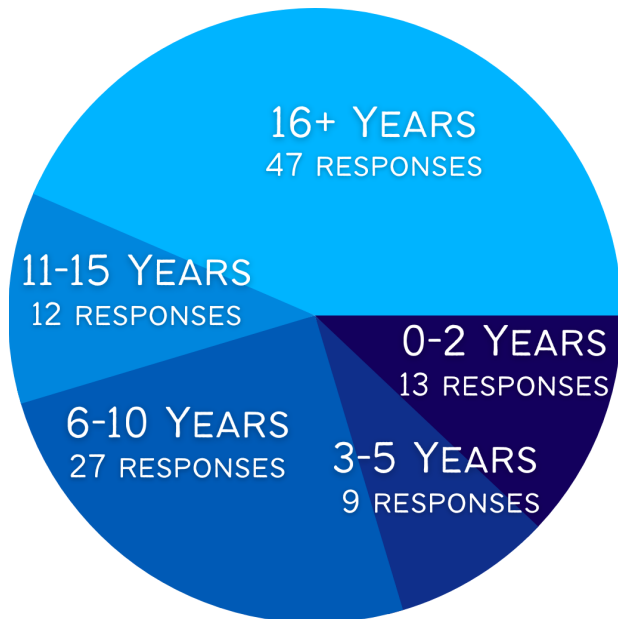 16+ Years
47 responses
11-15 Years
12 responses
0-2 Years
13 responses
6-10 Years
27 responses
3-5 Years
9 responses